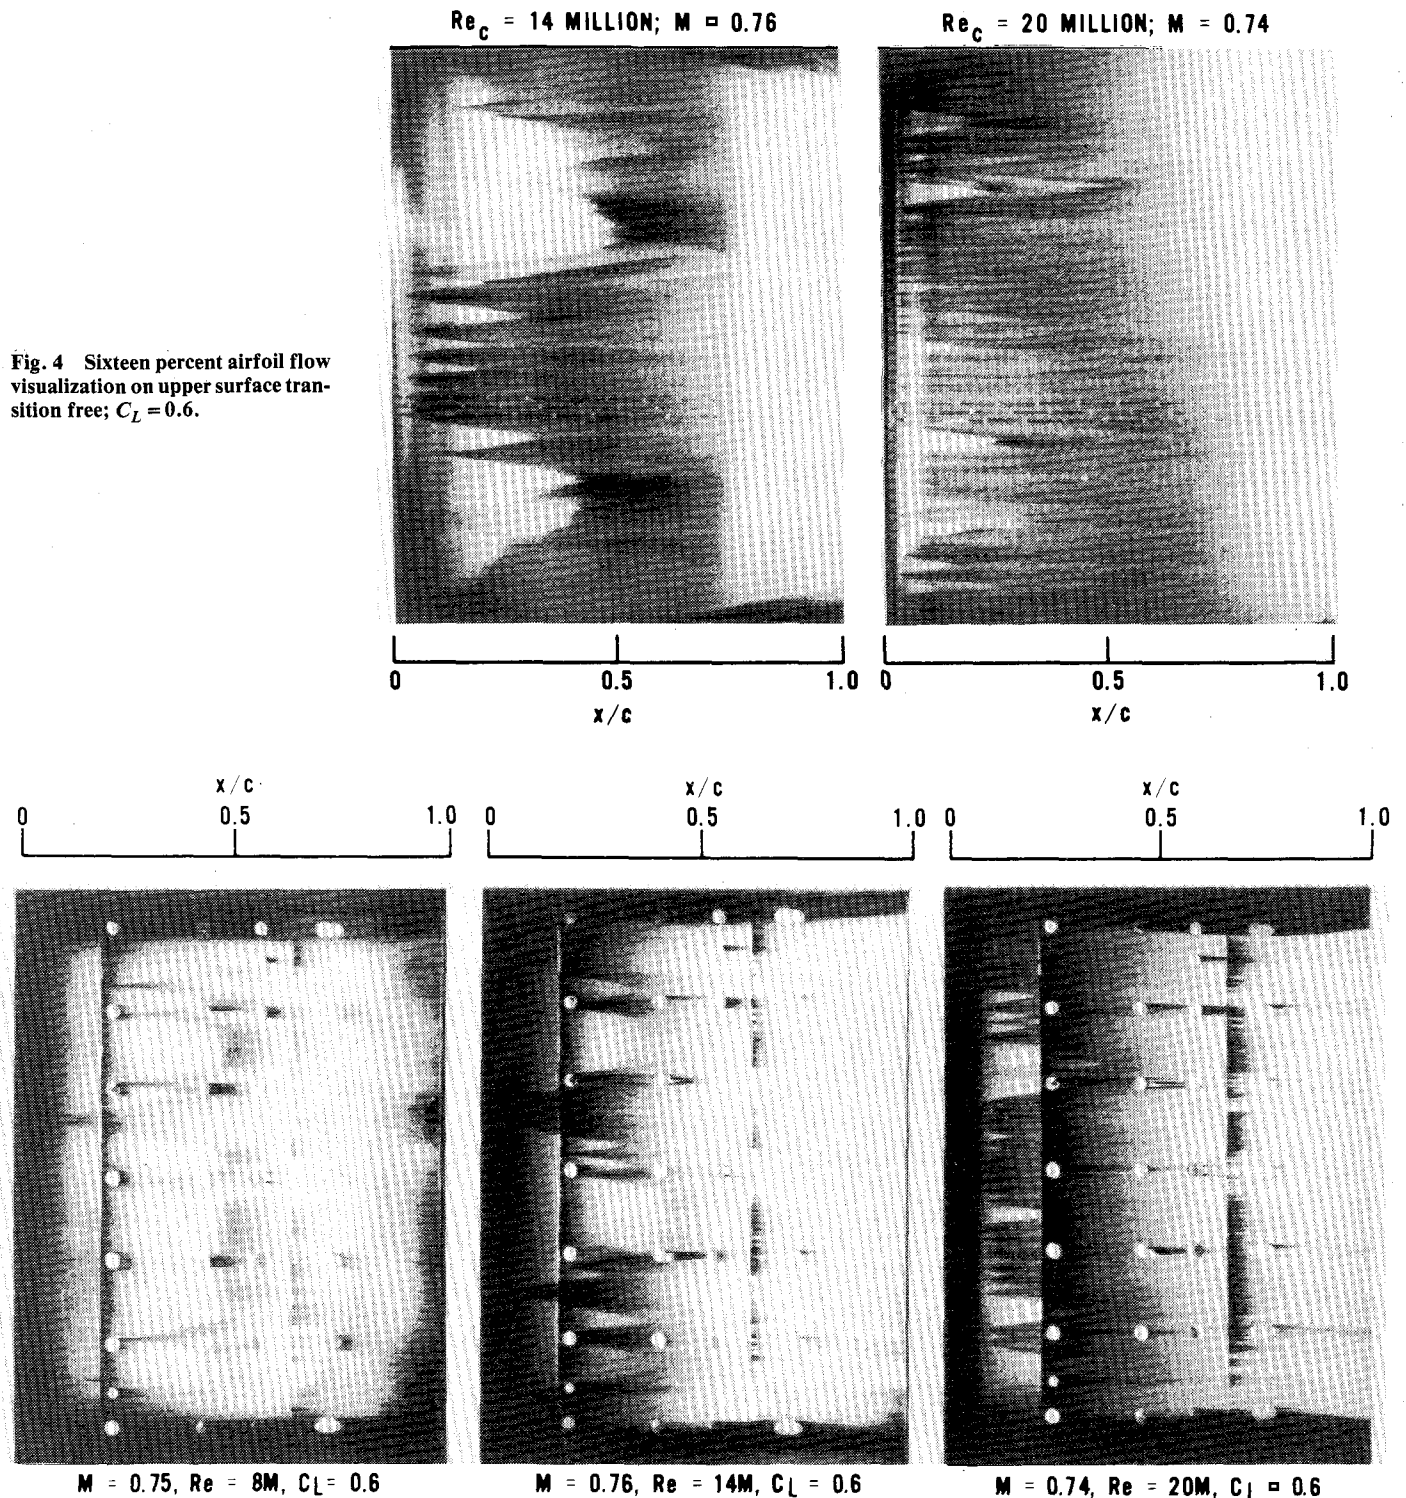 Re_c = 14 MILLION; M = 0.76
Re_c = 20 MILLION; M = 0.74
Fig. 4 Sixteen percent airfoil flow
visualization on upper surface tran-
sition free; C_L = 0.6.
0 0.5 1.0
x/c
0 0.5 1.0
x/c
x/c
0 0.5 1.0
x/c
0 0.5 1.0
x/c
0 0.5 1.0
M = 0.75, Re = 8M, C_L = 0.6
M = 0.76, Re = 14M, C_L = 0.6
M = 0.74, Re = 20M, C_L = 0.6